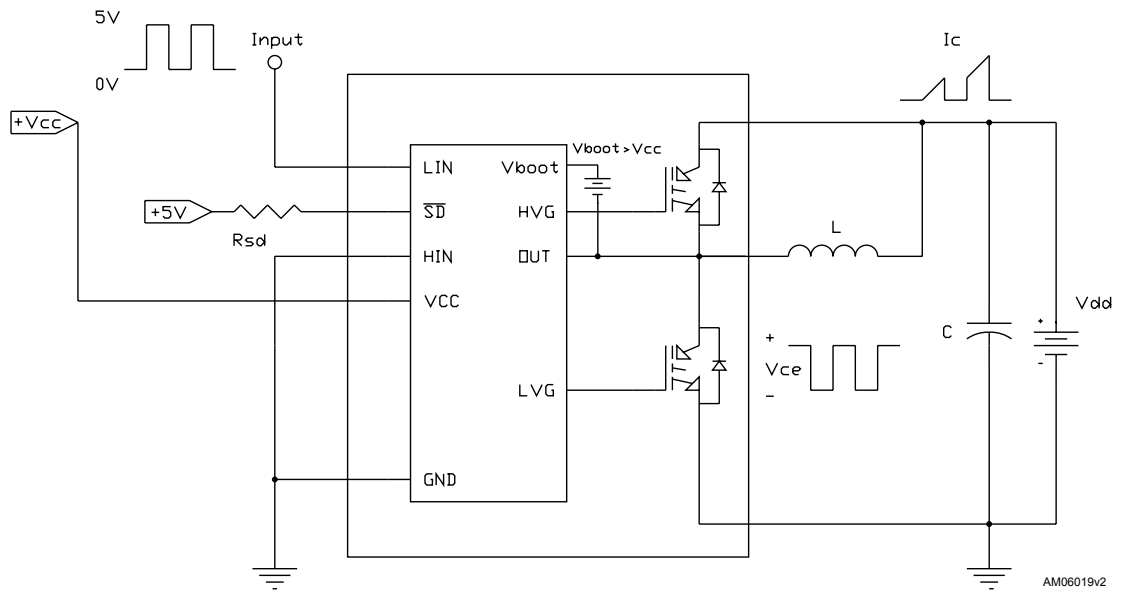 5V
Input
Ic
0V
+Vcc
Vboot>Vcc
LIN
Vboot
+5V
SD
HVG
Rsd
L
HIN
OUT
VCC
Vdd
+
C
+
Vce
-
-
LVG
GND
AM06019v2